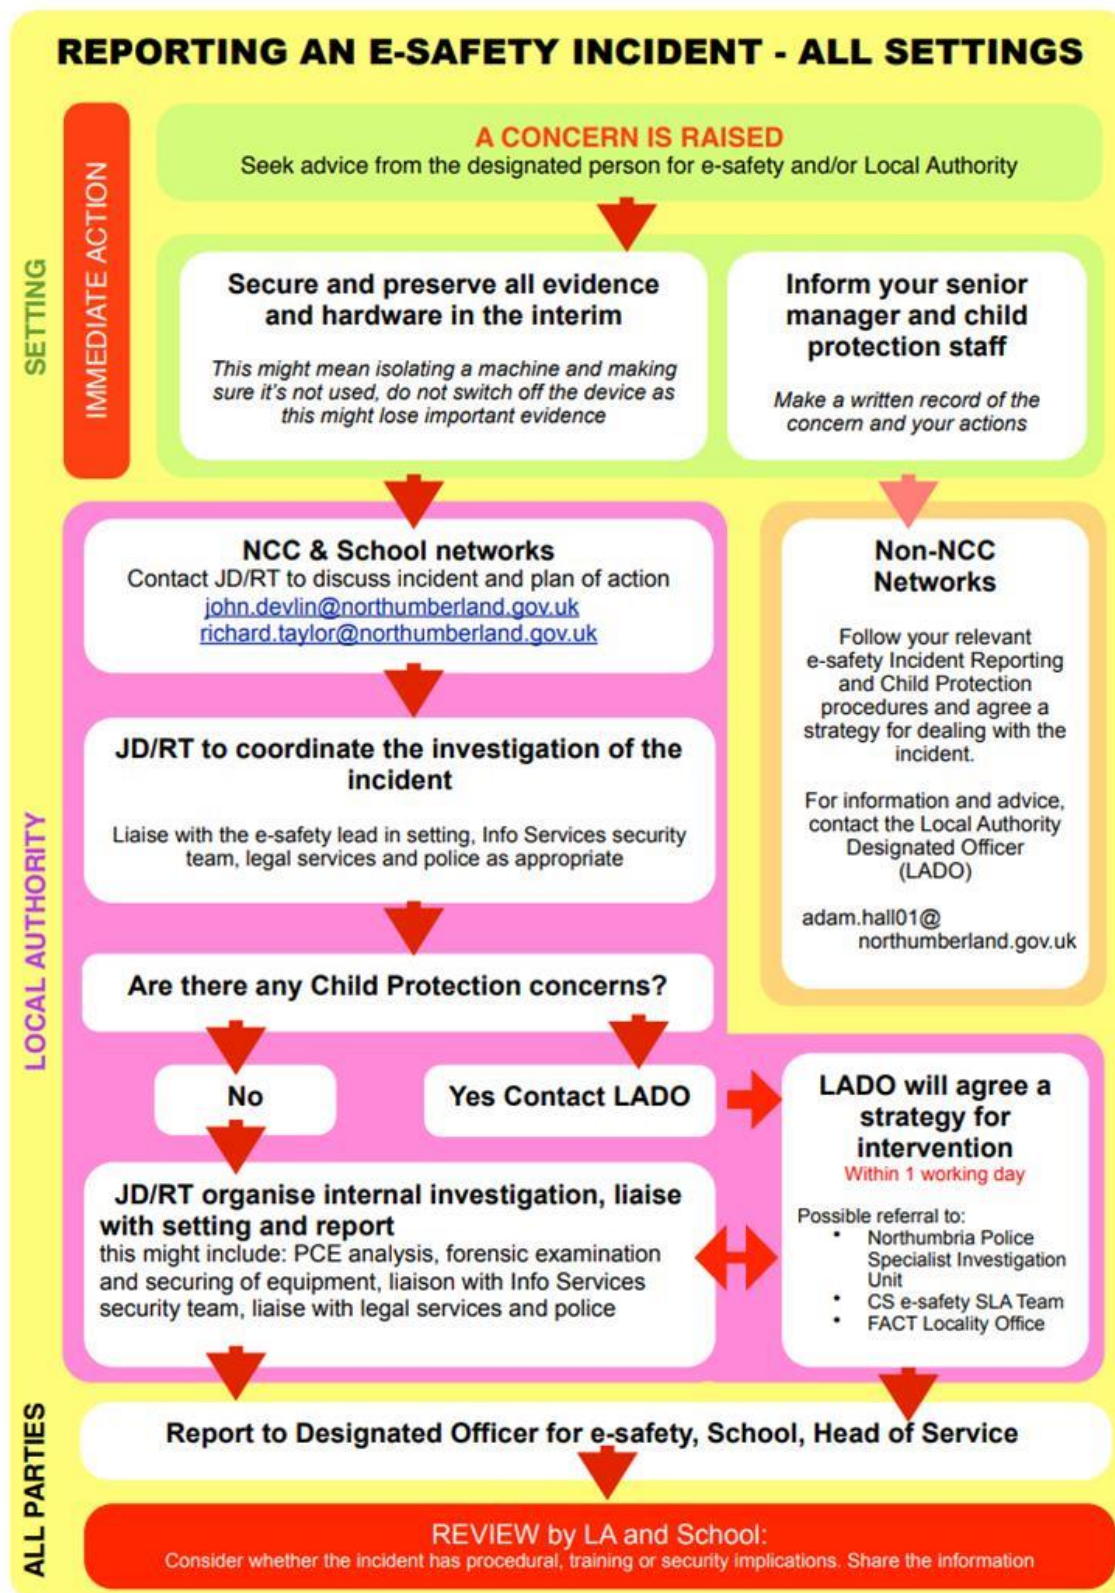 REPORTING AN E-SAFETY INCIDENT - ALL SETTINGS
SETTING
IMMEDIATE ACTION
A CONCERN IS RAISED
Seek advice from the designated person for e-safety and/or Local Authority
Secure and preserve all evidence
and hardware in the interim
This might mean isolating a machine and making
sure it's not used, do not switch off the device as
this might lose important evidence
Inform your senior
manager and child
protection staff
Make a written record of the
concern and your actions
LOCAL AUTHORITY
NCC & School networks
Contact JD/RT to discuss incident and plan of action
john.devlin@northumberland.gov.uk
richard.taylor@northumberland.gov.uk
Non-NCC
Networks
Follow your relevant
e-safety Incident Reporting
and Child Protection
procedures and agree a
strategy for dealing with the
incident.
For information and advice,
contact the Local Authority
Designated Officer
(LADO)
adam.hall01@
northumberland.gov.uk
JD/RT to coordinate the investigation of the
incident
Liaise with the e-safety lead in setting, Info Services security
team, legal services and police as appropriate
Are there any Child Protection concerns?
No
Yes Contact LADO
LADO will agree a
strategy for
intervention
Within 1 working day
Possible referral to:
• Northumbria Police
Specialist Investigation
Unit
• CS e-safety SLA Team
• FACT Locality Office
JD/RT organise internal investigation, liaise
with setting and report
this might include: PCE analysis, forensic examination
and securing of equipment, liaison with Info Services
security team, liaise with legal services and police
ALL PARTIES
Report to Designated Officer for e-safety, School, Head of Service
REVIEW by LA and School:
Consider whether the incident has procedural, training or security implications. Share the information